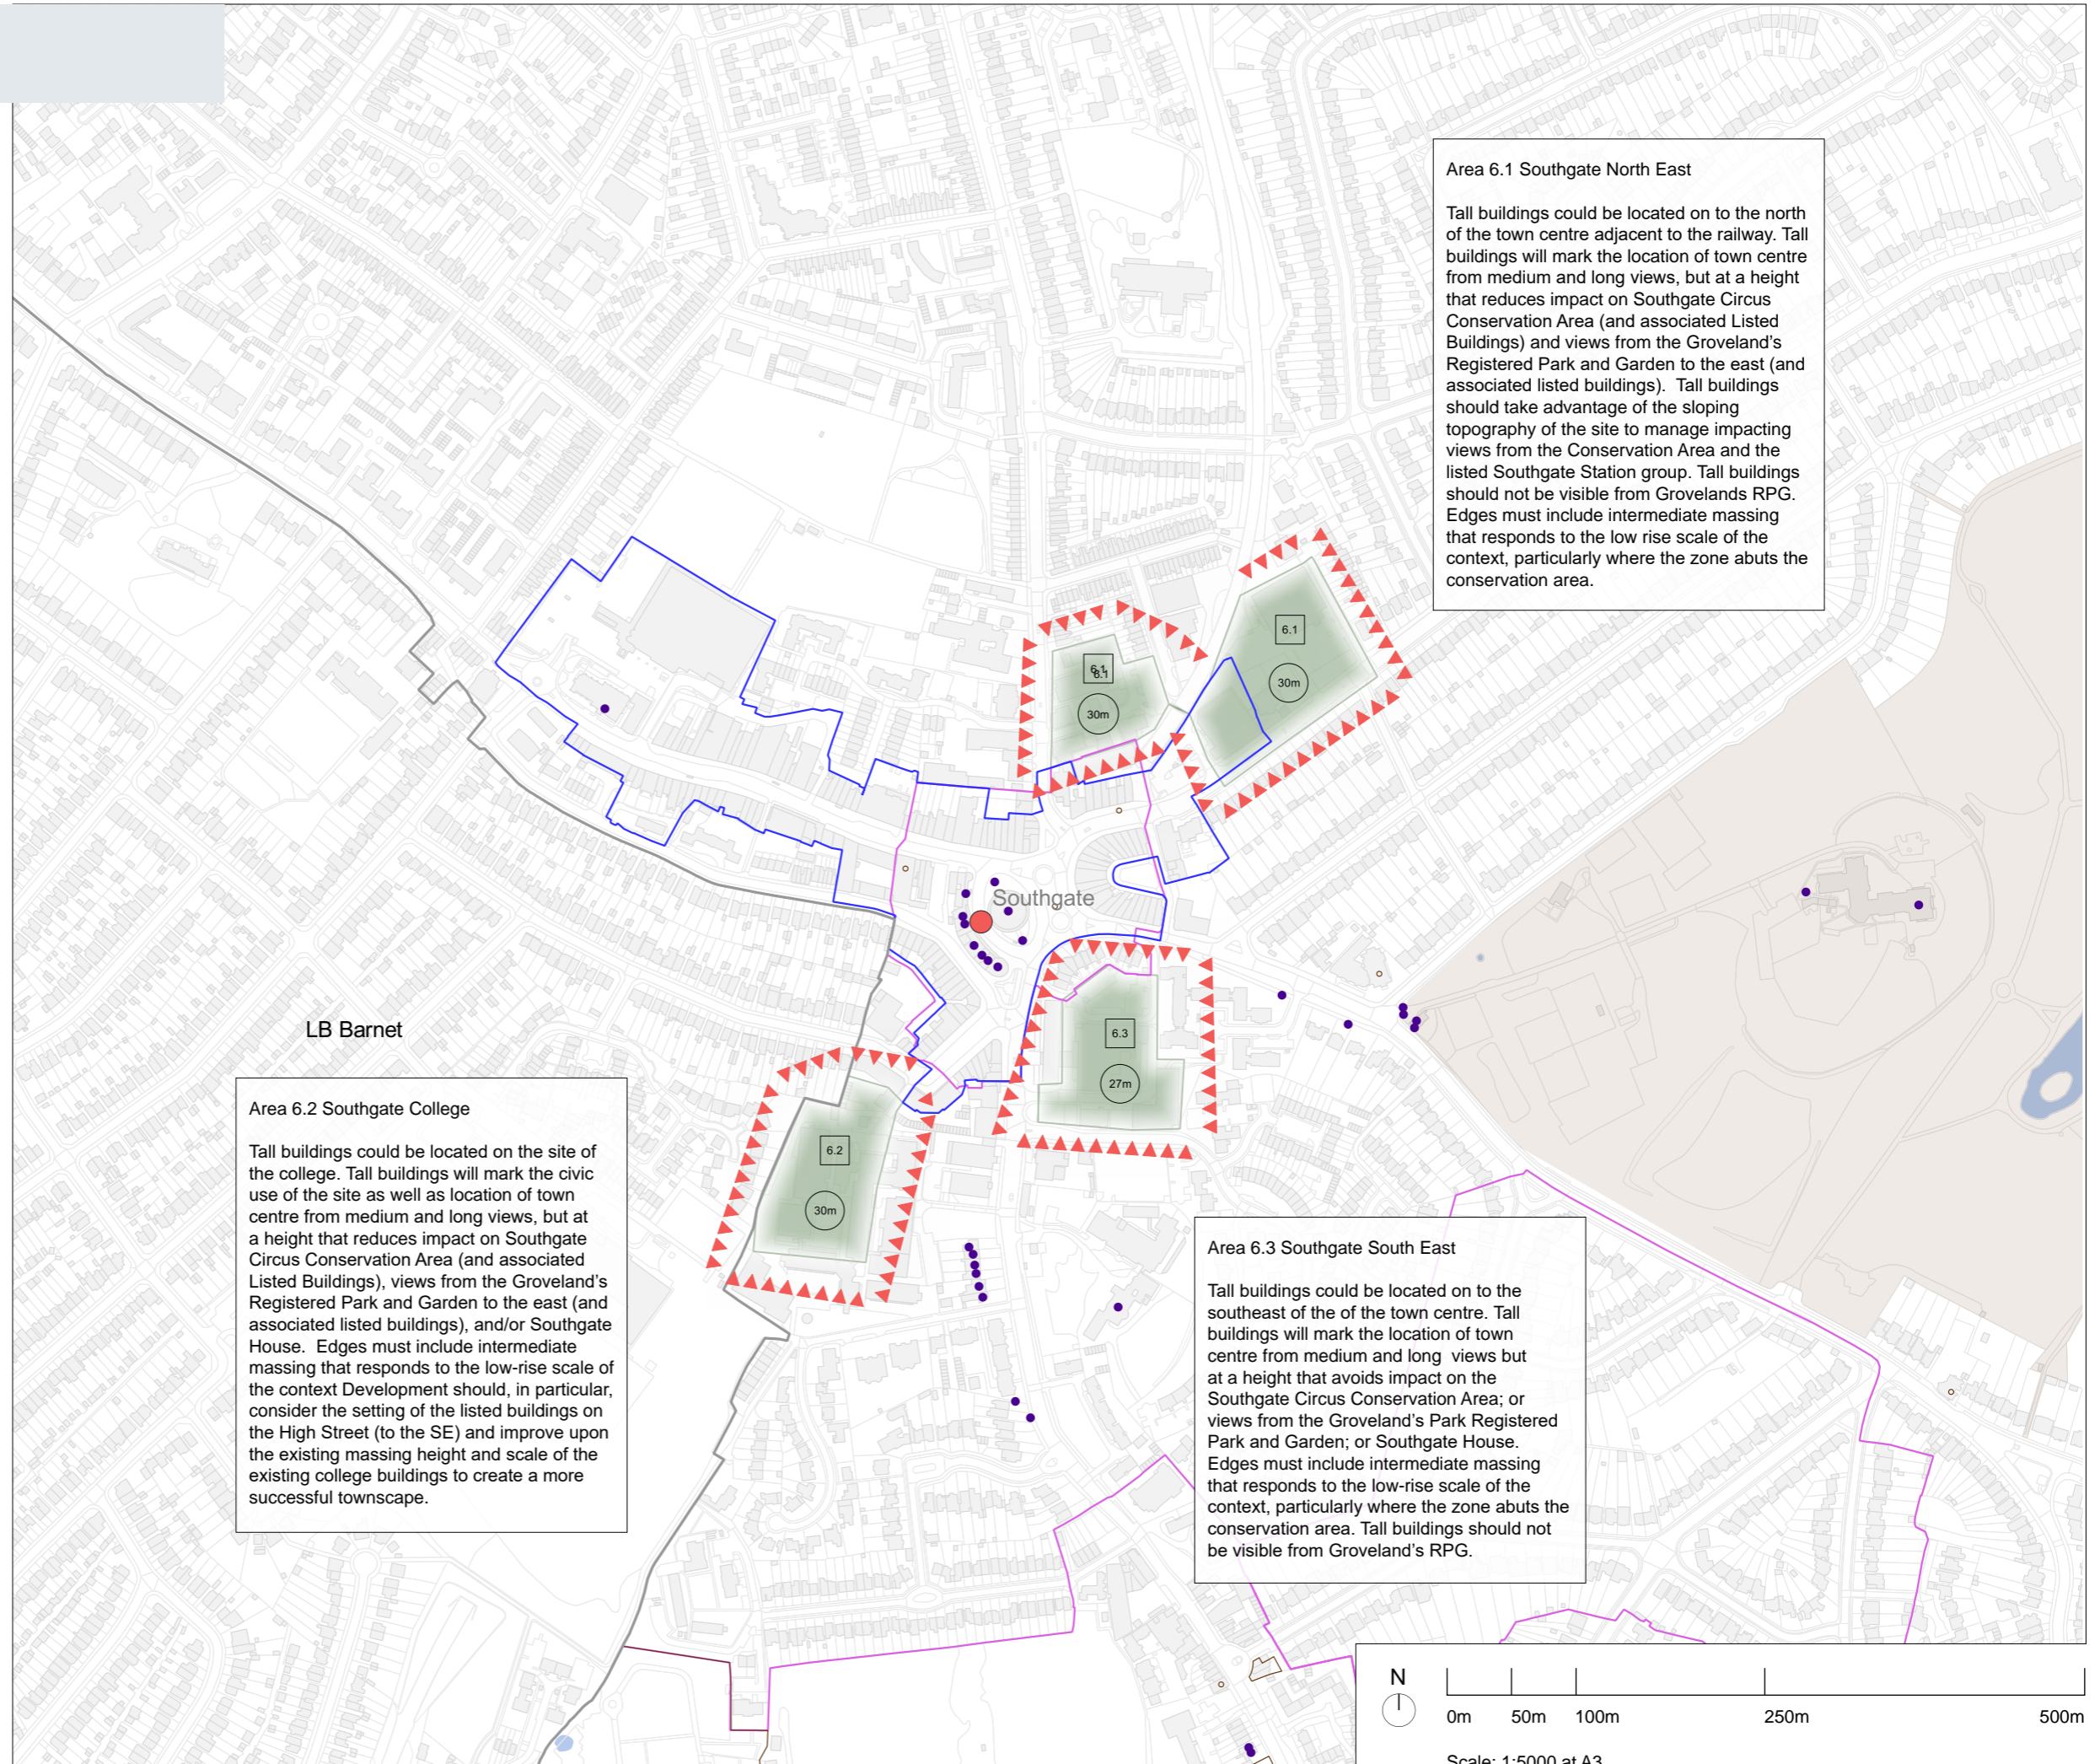 Area 6.1 Southgate North East
Tall buildings could be located on to the north
of the town centre adjacent to the railway. Tall
buildings will mark the location of town centre
from medium and long views, but at a height
that reduces impact on Southgate Circus
Conservation Area (and associated Listed
Buildings) and views from the Groveland's
Registered Park and Garden to the east (and
associated listed buildings).  Tall buildings
should take advantage of the sloping
topography of the site to manage impacting
views from the Conservation Area and the
listed Southgate Station group. Tall buildings
should not be visible from Grovelands RPG.
Edges must include intermediate massing
that responds to the low rise scale of the
context, particularly where the zone abuts the
conservation area.
6.1
30m
6.1
6.1
30m
Southgate
LB Barnet
6.3
27m
6.2
30m
Area 6.2 Southgate College
Tall buildings could be located on the site of
the college. Tall buildings will mark the civic
use of the site as well as location of town
centre from medium and long views, but at
a height that reduces impact on Southgate
Circus Conservation Area (and associated
Listed Buildings), views from the Groveland's
Registered Park and Garden to the east (and
associated listed buildings), and/or Southgate
House.  Edges must include intermediate
massing that responds to the low-rise scale of
the context Development should, in particular,
consider the setting of the listed buildings on
the High Street (to the SE) and improve upon
the existing massing height and scale of the
existing college buildings to create a more
successful townscape.
Area 6.3 Southgate South East
Tall buildings could be located on to the
southeast of the of the town centre. Tall
buildings will mark the location of town
centre from medium and long  views but
at a height that avoids impact on the
Southgate Circus Conservation Area; or
views from the Groveland's Park Registered
Park and Garden; or Southgate House.
Edges must include intermediate massing
that responds to the low-rise scale of the
context, particularly where the zone abuts the
conservation area. Tall buildings should not
be visible from Groveland's RPG.
N
0m 50m 100m 250m 500m
Scale: 1:5000 at A3